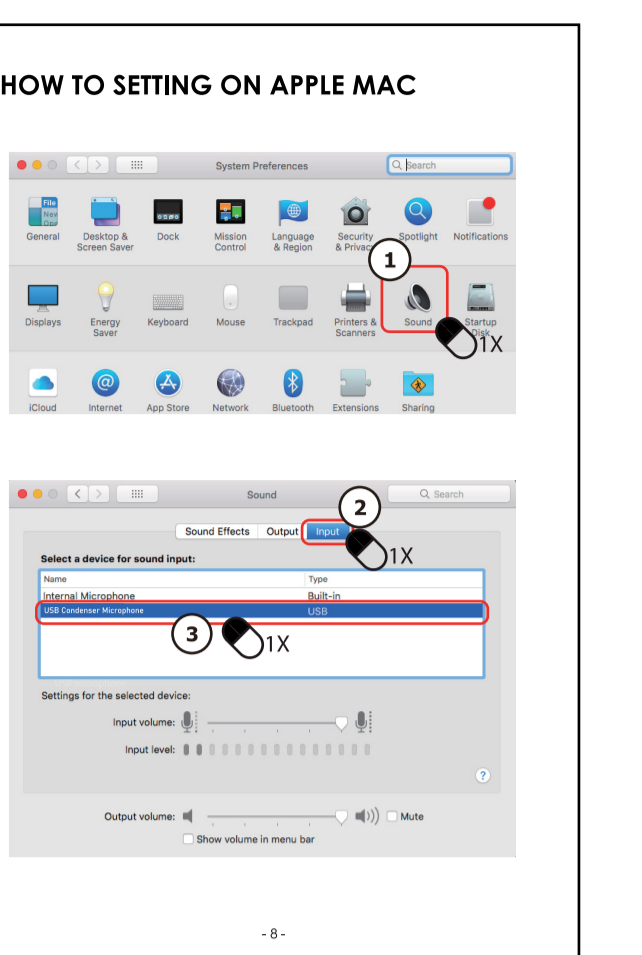 HOW TO SETTING ON APPLE MAC
System Preferences
Search
File
New
General
Desktop &
Screen Saver
Dock
Mission
Control
Language
& Region
Security
& Privacy
Spotlight
Notifications
1
Displays
Energy
Saver
Keyboard
Mouse
Trackpad
Printers &
Scanners
Sound
Startup
Disk
1X
iCloud
Internet
App Store
Network
Bluetooth
Extensions
Sharing
Sound
Search
2
Sound Effects Output Input
1X
Select a device for sound input:
Name Type
Internal Microphone Built-in
USB Condenser Microphone USB
3
1X
Settings for the selected device:
Input volume:
Input level:
?
Output volume: Mute
Show volume in menu bar
- 8 -